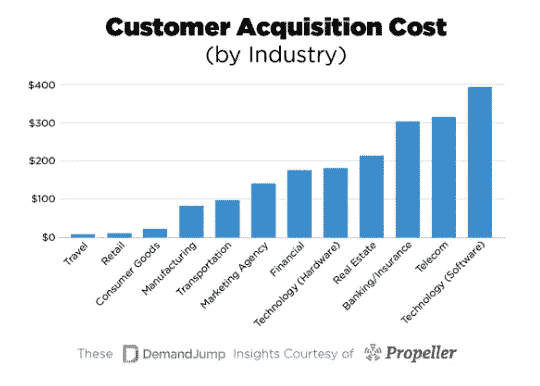 Customer Acquisition Cost
(by Industry)
$400
$300
$200
$100
$0
Travel
Retail
Consumer Goods
Manufacturing
Transportation
Marketing Agency
Financial
Technology (Hardware)
Real Estate
Banking/Insurance
Telecom
Technology (Software)
These DemandJump Insights Courtesy of Propeller